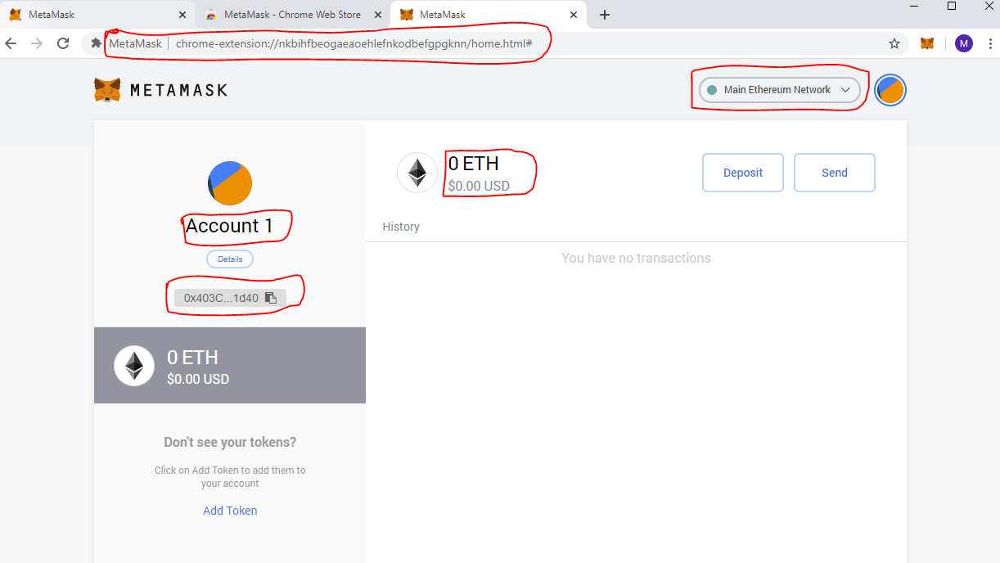 MetaMask
MetaMask - Chrome Web Store
MetaMask
MetaMask
chrome-extension://nkbihfbeogaeaoehlefnkodbefgpgknn/home.html#
M
METAMASK
Main Ethereum Network
Account 1
Details
0x403C...1d40
0 ETH
$0.00 USD
Don't see your tokens?
Click on Add Token to add them to
your account
Add Token
0 ETH
$0.00 USD
Deposit
Send
History
You have no transactions